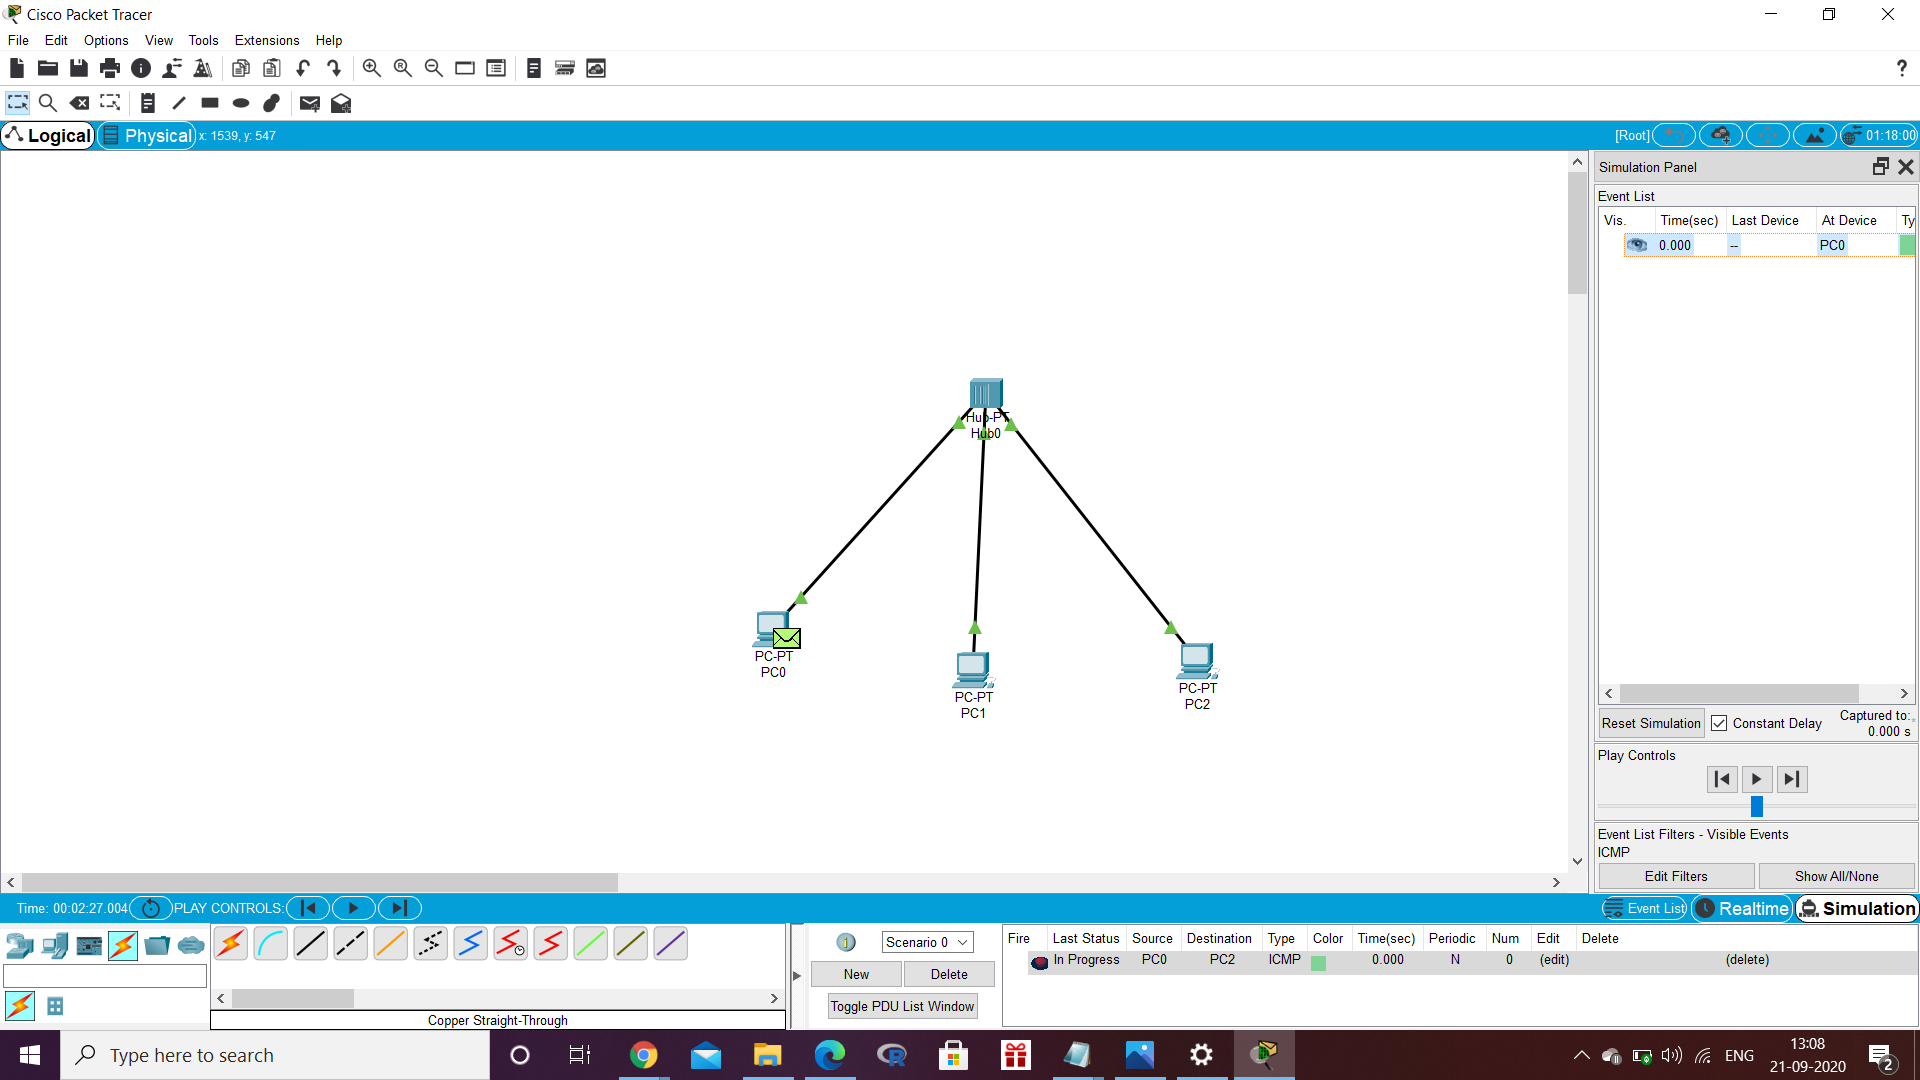 Cisco Packet Tracer
File Edit Options View Tools Extensions Help
?
Logical Physical x: 1539, y: 547 [Root] 01:18:00
Simulation Panel
Event List
Vis. Time(sec) Last Device At Device Ty
0.000 -- PC0
Hub-PT
Hub0
PC-PT
PC0
PC-PT
PC1
PC-PT
PC2
Reset Simulation Constant Delay Captured to:
0.000 s
Play Controls
Event List Filters - Visible Events
ICMP
Edit Filters Show All/None
Time: 00:02:27.004 PLAY CONTROLS: Event List Realtime Simulation
Scenario 0
New Delete
Toggle PDU List Window
Fire Last Status Source Destination Type Color Time(sec) Periodic Num Edit Delete
In Progress PC0 PC2 ICMP 0.000 N 0 (edit) (delete)
Copper Straight-Through
Type here to search
ENG
13:08
21-09-2020
2